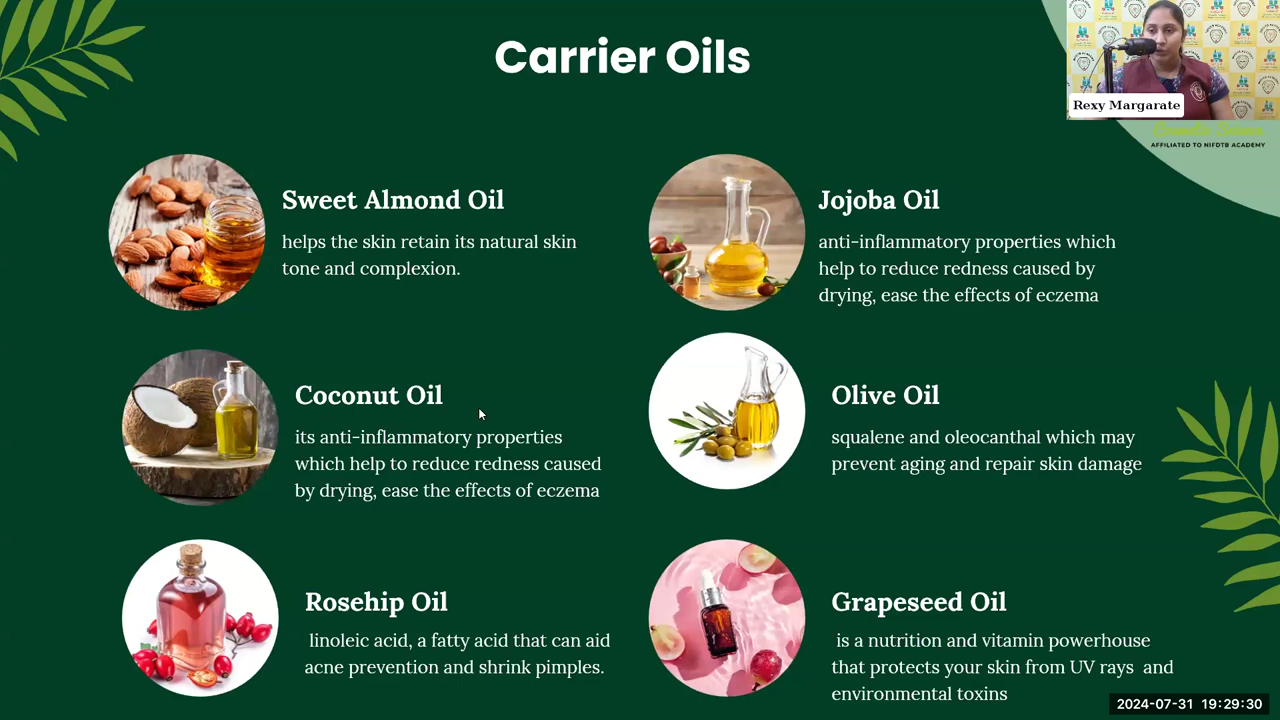 Carrier Oils
Rexy Margarate
AFFILIATED TO NIFDTB ACADEMY
Sweet Almond Oil
helps the skin retain its natural skin
tone and complexion.
Jojoba Oil
anti-inflammatory properties which
help to reduce redness caused by
drying, ease the effects of eczema
Coconut Oil
its anti-inflammatory properties
which help to reduce redness caused
by drying, ease the effects of eczema
Olive Oil
squalene and oleocanthal which may
prevent aging and repair skin damage
Rosehip Oil
linoleic acid, a fatty acid that can aid
acne prevention and shrink pimples.
Grapeseed Oil
is a nutrition and vitamin powerhouse
that protects your skin from UV rays and
environmental toxins
2024-07-31 19:29:30